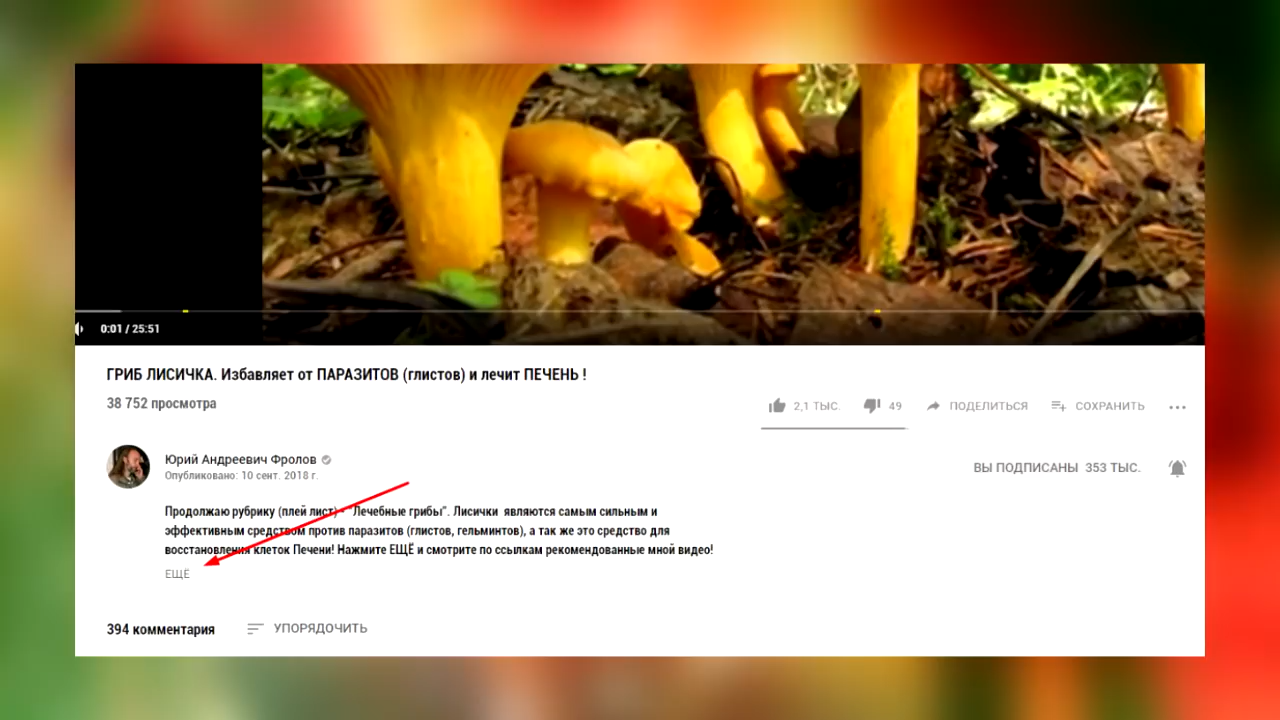 0:01 / 25:51
ГРИБ ЛИСИЧКА. Избавляет от ПАРАЗИТОВ (глистов) и лечит ПЕЧЕНЬ !
38 752 просмотра
2,1 ТЫС. 49 ПОДЕЛИТЬСЯ СОХРАНИТЬ
Юрий Андреевич Фролов
Опубликовано: 10 сент. 2018 г.
ВЫ ПОДПИСАНЫ 353 ТЫС.
Продолжаю рубрику (плей лист) - "Лечебные грибы". Лисички являются самым сильным и
эффективным средством против паразитов (глистов, гельминтов), а так же это средство для
восстановления клеток Печени! Нажмите ЕЩЁ и смотрите по ссылкам рекомендованные мной видео!
ЕЩЁ
394 комментария УПОРЯДОЧИТЬ